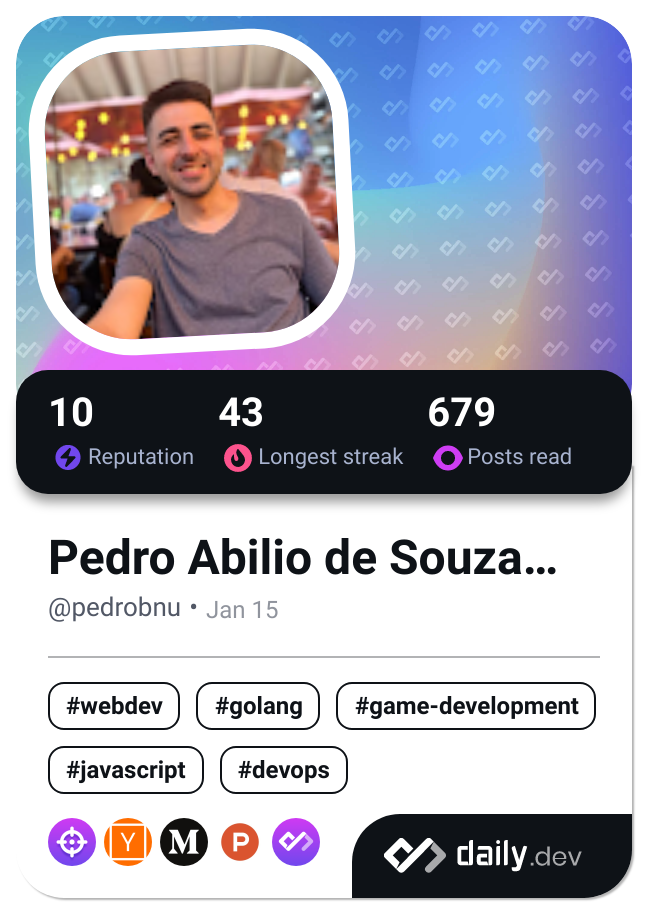 10 43 679
Reputation Longest streak Posts read
Pedro Abilio de Souza...
@pedrobnu • Jan 15
#webdev #golang #game-development
#javascript #devops
Y M P
daily.dev